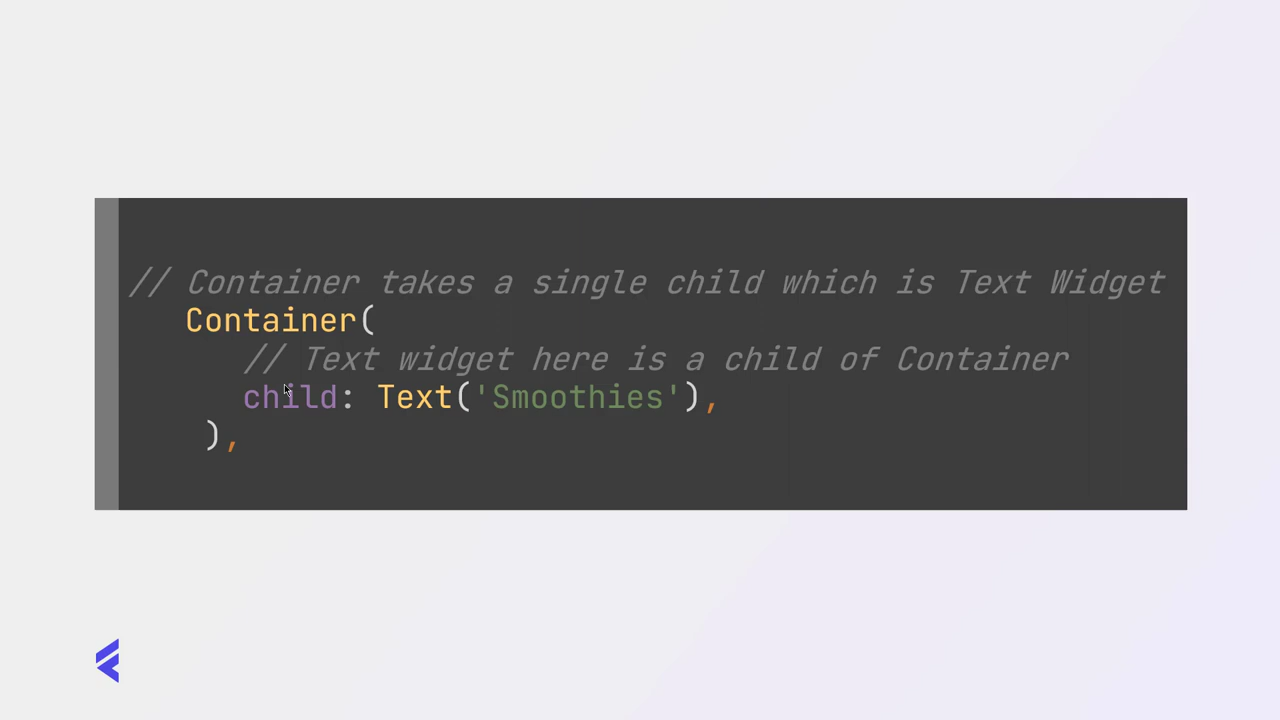 // Container takes a single child which is Text Widget
Container(
// Text widget here is a child of Container
child: Text('Smoothies'),
),